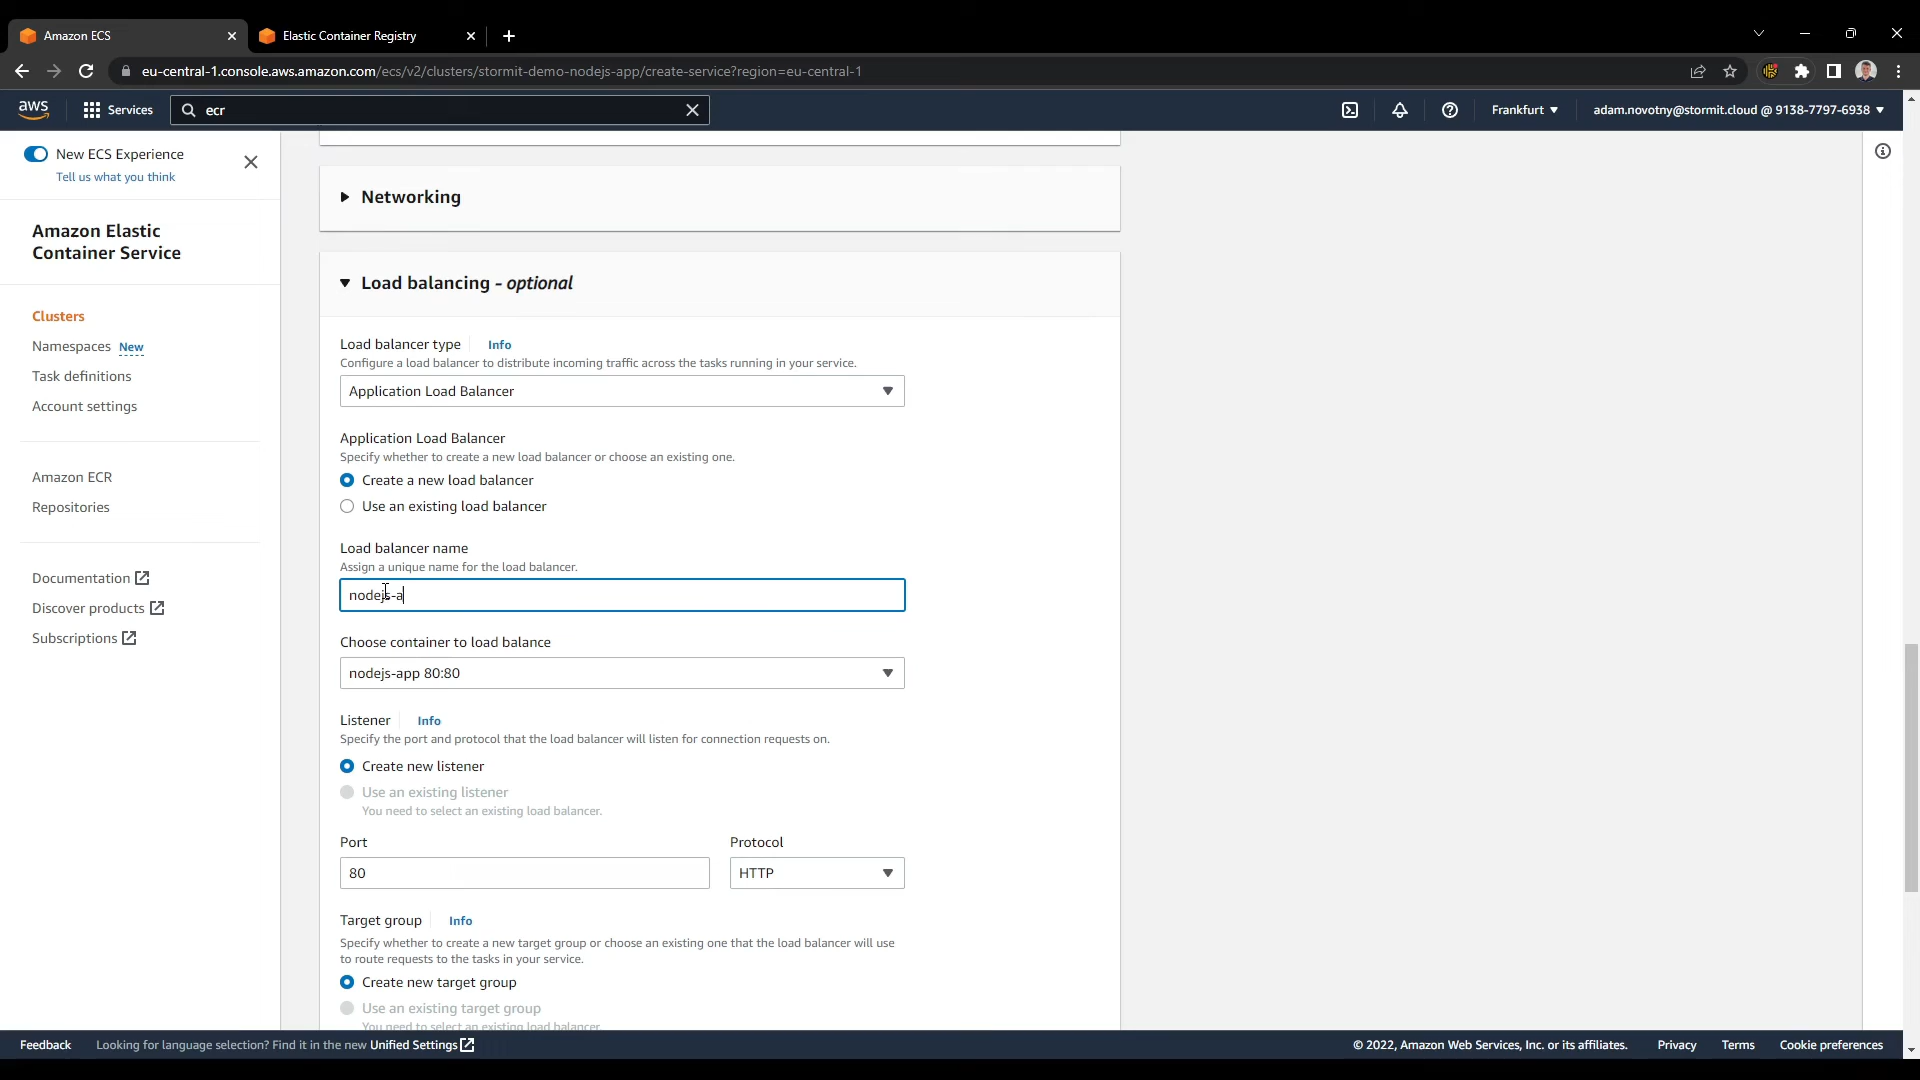 Amazon ECS
Elastic Container Registry
eu-central-1.console.aws.amazon.com/ecs/v2/clusters/stormit-demo-nodejs-app/create-service?region=eu-central-1
aws
Services
ecr
Frankfurt
adam.novotny@stormit.cloud @ 9138-7797-6938
New ECS Experience
Tell us what you think
Amazon Elastic
Container Service
Clusters
Namespaces New
Task definitions
Account settings
Amazon ECR
Repositories
Documentation
Discover products
Subscriptions
Networking
Load balancing - optional
Load balancer type Info
Configure a load balancer to distribute incoming traffic across the tasks running in your service.
Application Load Balancer
Application Load Balancer
Specify whether to create a new load balancer or choose an existing one.
Create a new load balancer
Use an existing load balancer
Load balancer name
Assign a unique name for the load balancer.
nodejs-a
Choose container to load balance
nodejs-app 80:80
Listener Info
Specify the port and protocol that the load balancer will listen for connection requests on.
Create new listener
Use an existing listener
You need to select an existing load balancer.
Port
Protocol
80
HTTP
Target group Info
Specify whether to create a new target group or choose an existing one that the load balancer will use
to route requests to the tasks in your service.
Create new target group
Use an existing target group
You need to select an existing load balancer.
Feedback
Looking for language selection? Find it in the new Unified Settings
© 2022, Amazon Web Services, Inc. or its affiliates.
Privacy
Terms
Cookie preferences